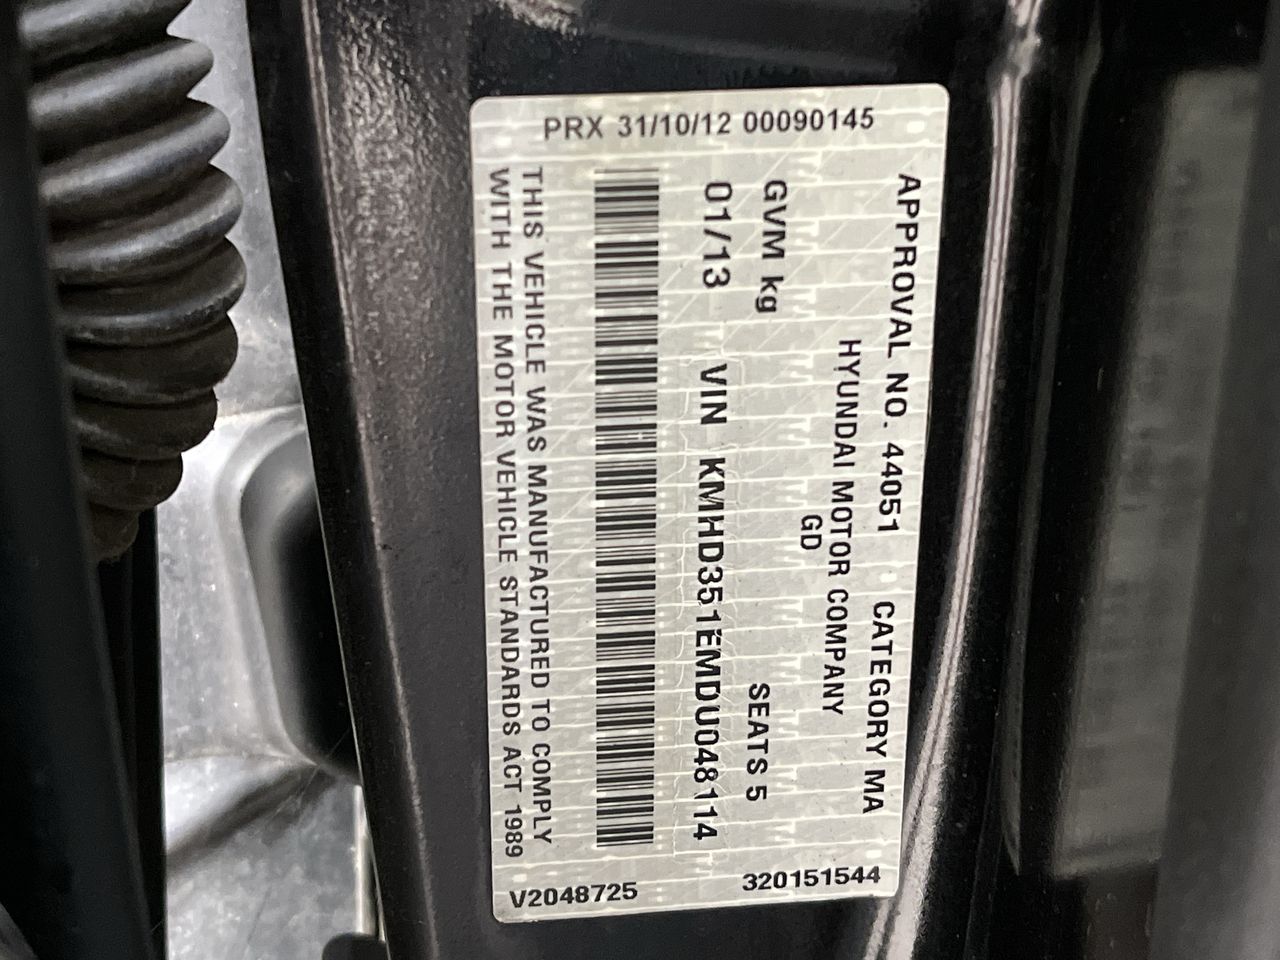 PRX 31/10/12 00090145
APPROVAL NO. 44051 CATEGORY MA
HYUNDAI MOTOR COMPANY
GD
GVM kg SEATS 5
01/13 VIN KMHD351EMDU048114
THIS VEHICLE WAS MANUFACTURED TO COMPLY
WITH THE MOTOR VEHICLE STANDARDS ACT 1989
V2048725 320151544